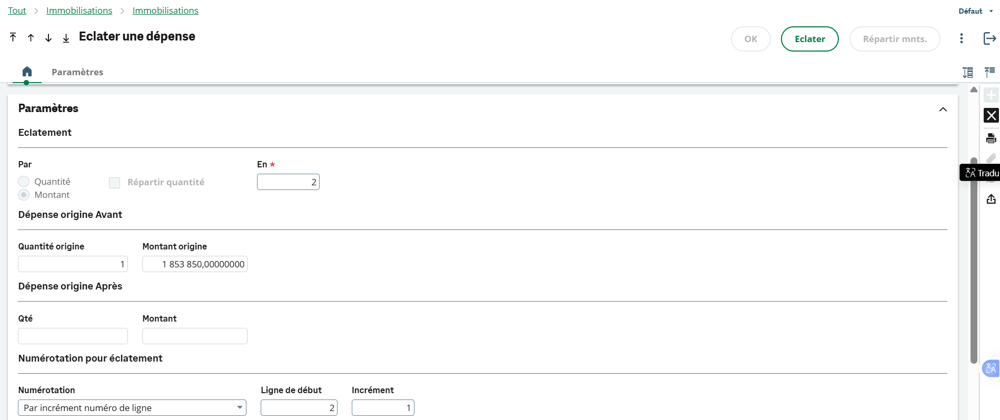 Tout > Immobilisations > Immobilisations
Défaut
Eclater une dépense
OK
Eclater
Répartir mnts.
Paramètres
Paramètres
Eclatement
Par
En *
Quantité
Répartir quantité
2
Montant
Dépense origine Avant
Quantité origine
Montant origine
1
1 853 850,00000000
Dépense origine Après
Qté
Montant
Numérotation pour éclatement
Numérotation
Ligne de début
Incrément
Par incrément numéro de ligne
2
1
Tradu